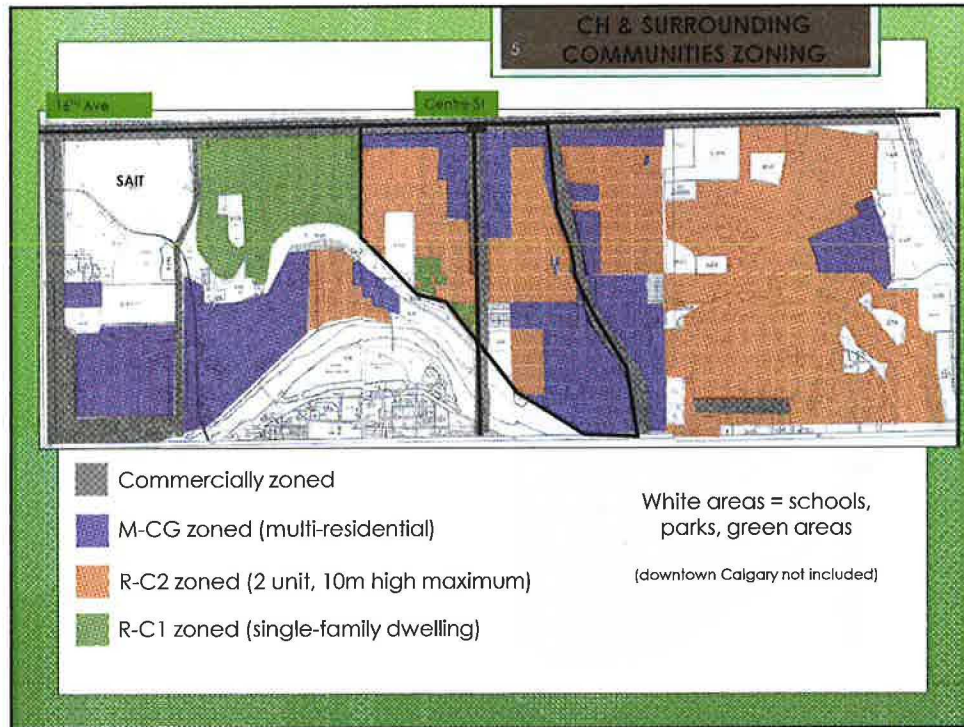 CH & SURROUNDING
5
COMMUNITIES ZONING
16TH Ave
Centre St
SAIT
Commercially zoned
M-CG zoned (multi-residential)
R-C2 zoned (2 unit, 10m high maximum)
R-C1 zoned (single-family dwelling)
White areas = schools,
parks, green areas
(downtown Calgary not included)